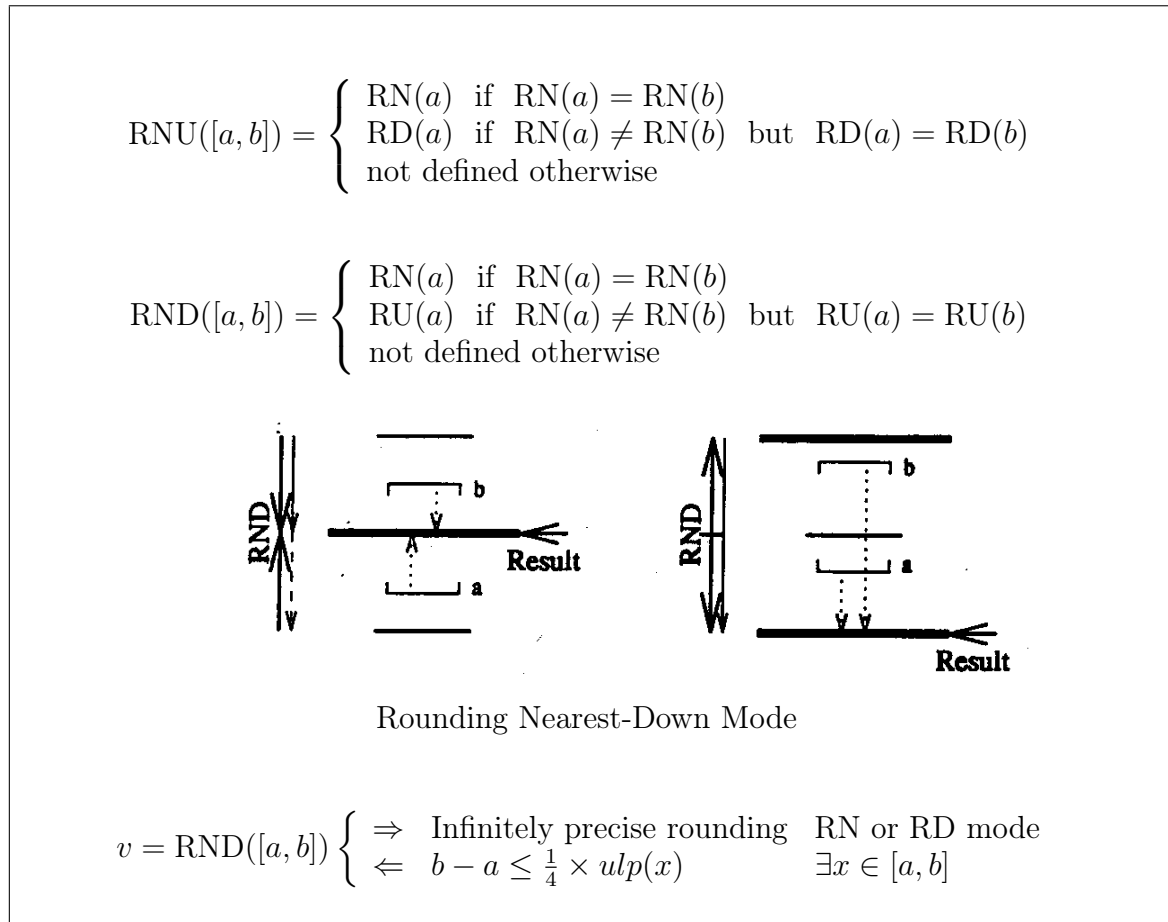 RNU([a, b]) = { RN(a) if RN(a) = RN(b)
RD(a) if RN(a) ≠ RN(b) but RD(a) = RD(b)
not defined otherwise
RND([a, b]) = { RN(a) if RN(a) = RN(b)
RU(a) if RN(a) ≠ RN(b) but RU(a) = RU(b)
not defined otherwise
RND
b
Result
a
RND
b
a
Result
Rounding Nearest-Down Mode
v = RND([a, b]) { ⇒ Infinitely precise rounding RN or RD mode
⇐ b − a ≤ 1/4 × ulp(x) ∃x ∈ [a, b]